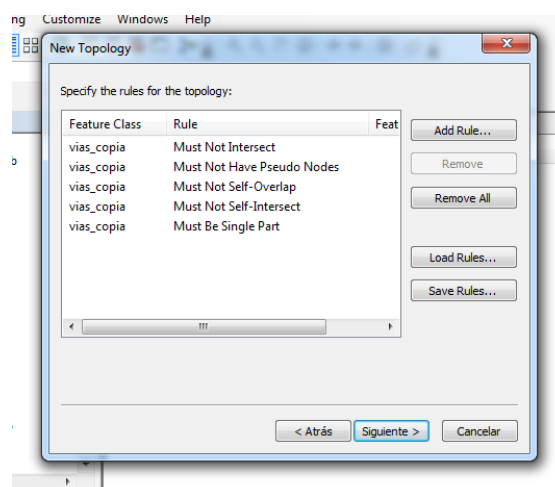 ng Customize Windows Help
New Topology
Specify the rules for the topology:
Feature Class Rule Feat
vias_copia Must Not Intersect
vias_copia Must Not Have Pseudo Nodes
vias_copia Must Not Self-Overlap
vias_copia Must Not Self-Intersect
vias_copia Must Be Single Part
Add Rule...
Remove
Remove All
Load Rules...
Save Rules...
< Atrás Siguiente > Cancelar
b